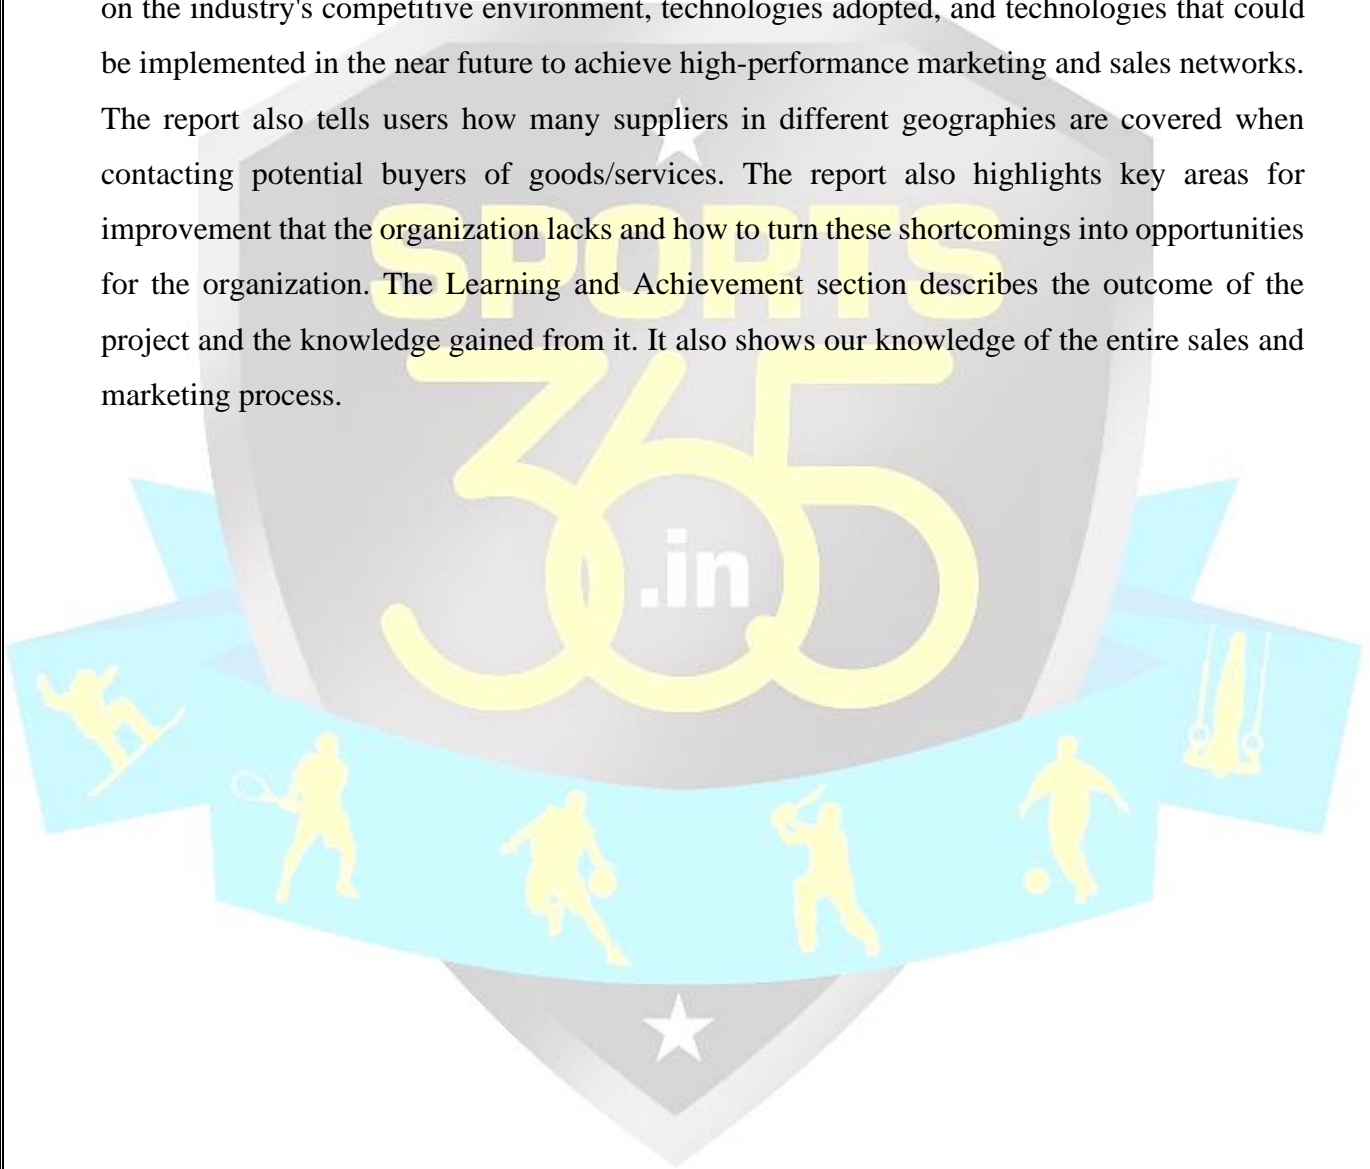 on the industry's competitive environment, technologies adopted, and technologies that could
be implemented in the near future to achieve high-performance marketing and sales networks.
The report also tells users how many suppliers in different geographies are covered when
contacting potential buyers of goods/services. The report also highlights key areas for
improvement that the organization lacks and how to turn these shortcomings into opportunities
for the organization. The Learning and Achievement section describes the outcome of the
project and the knowledge gained from it. It also shows our knowledge of the entire sales and
marketing process.
SPORTS
365
.in